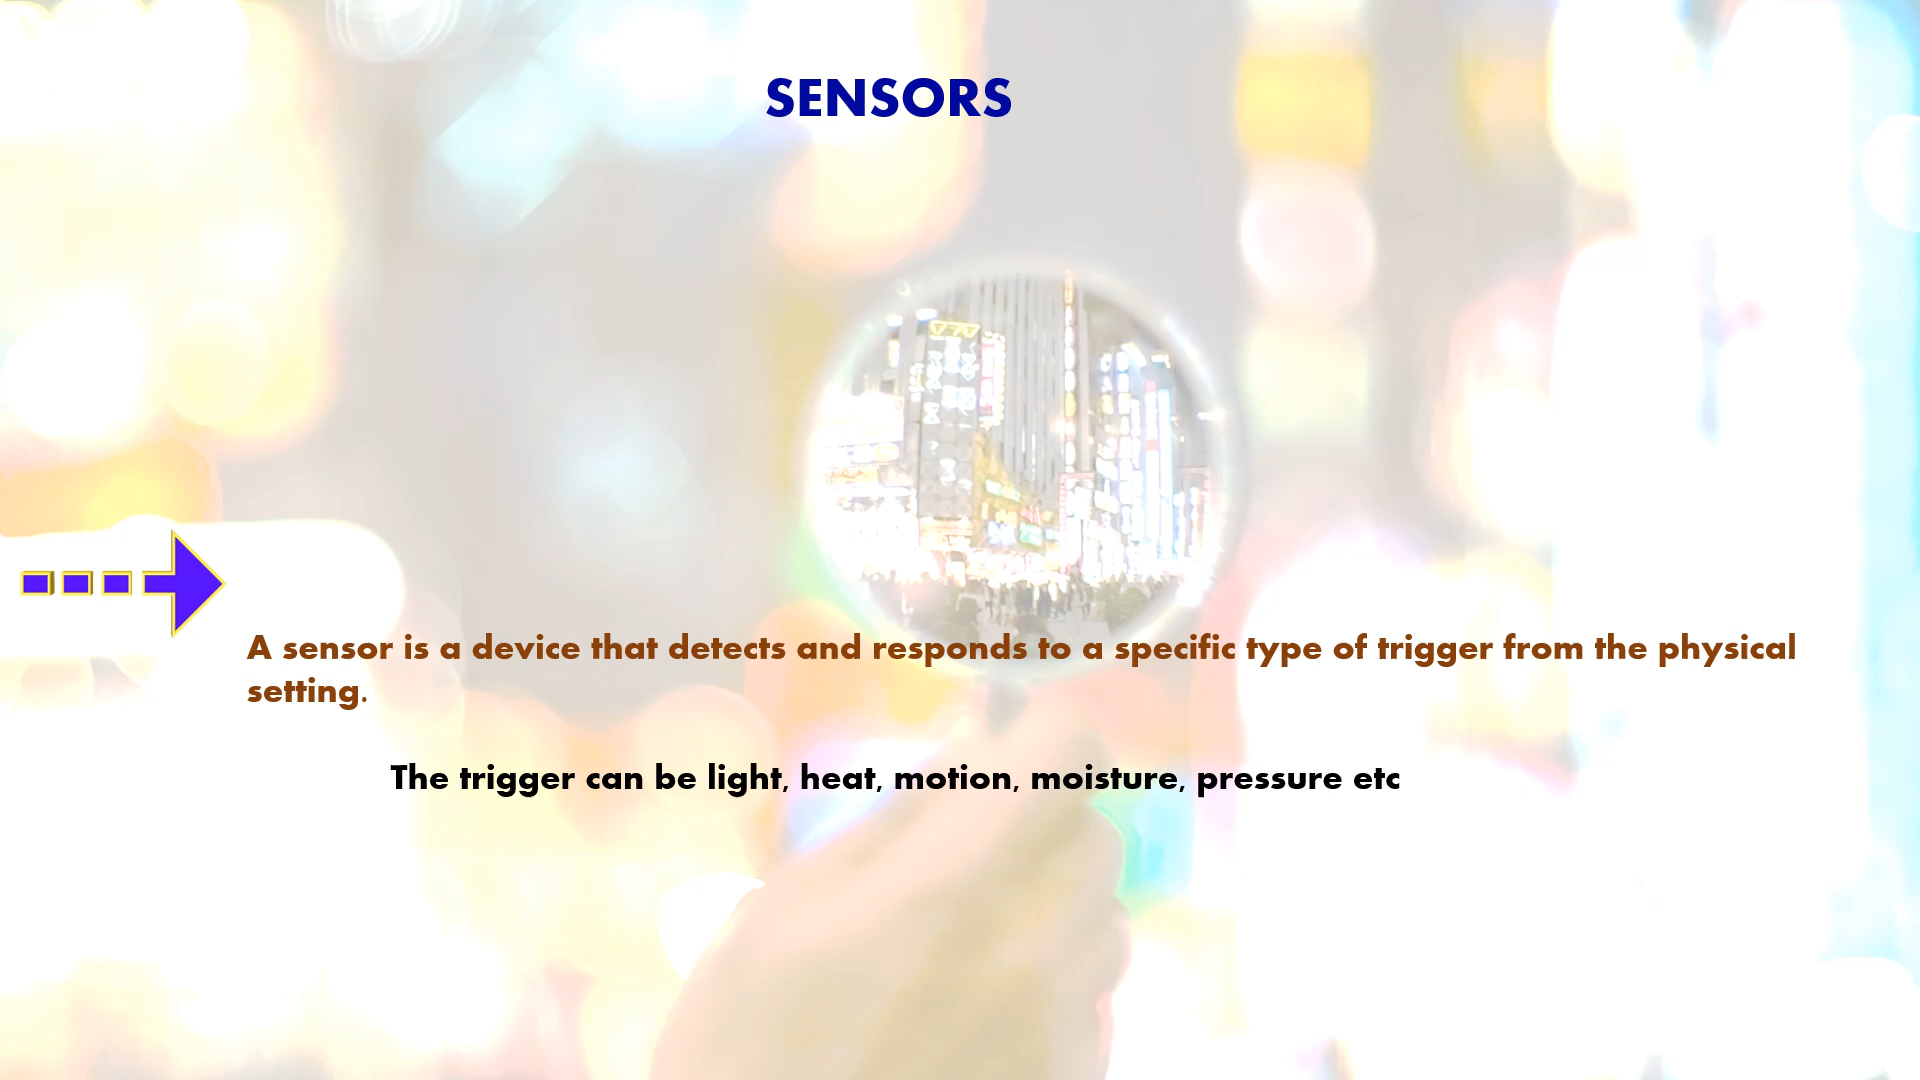 SENSORS
A sensor is a device that detects and responds to a specific type of trigger from the physical
setting.
The trigger can be light, heat, motion, moisture, pressure etc